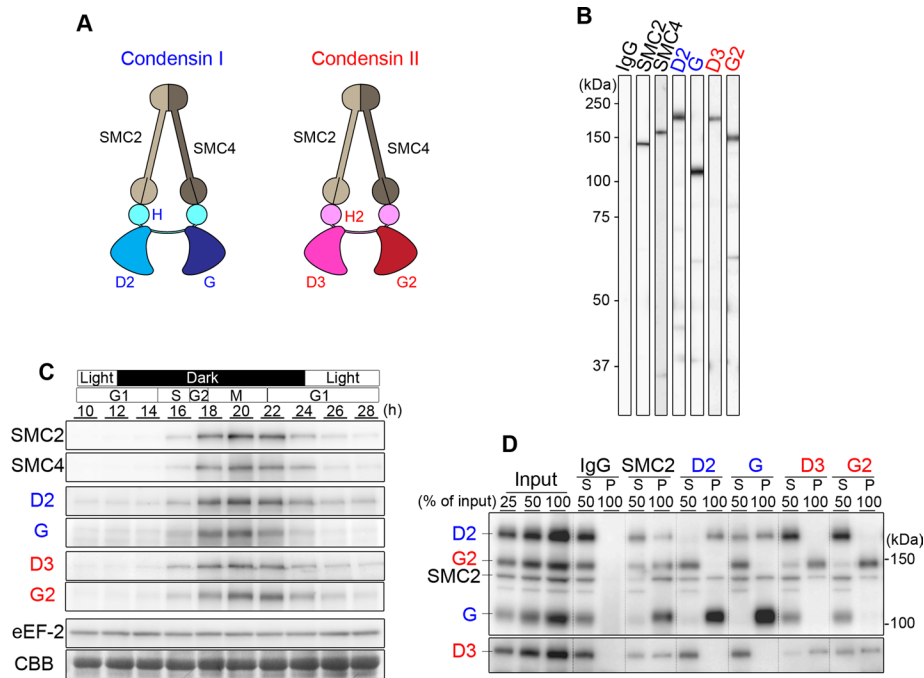 A
Condensin I
Condensin II
SMC2
SMC4
SMC2
SMC4
H
H2
D2
G
D3
G2
B
IgG
SMC2
SMC4
D2
G
D3
G2
(kDa)
250
150
100
75
50
37
C
Light Dark Light
G1 S G2 M G1
10 12 14 16 18 20 22 24 26 28 (h)
SMC2
SMC4
D2
G
D3
G2
eEF-2
CBB
D
Input IgG SMC2 D2 G D3 G2
S P S P S P S P S P S P
(% of input) 25 50 100 50 100 50 100 50 100 50 100 50 100 50 100
D2
G2
SMC2
G
D3
(kDa)
150
100